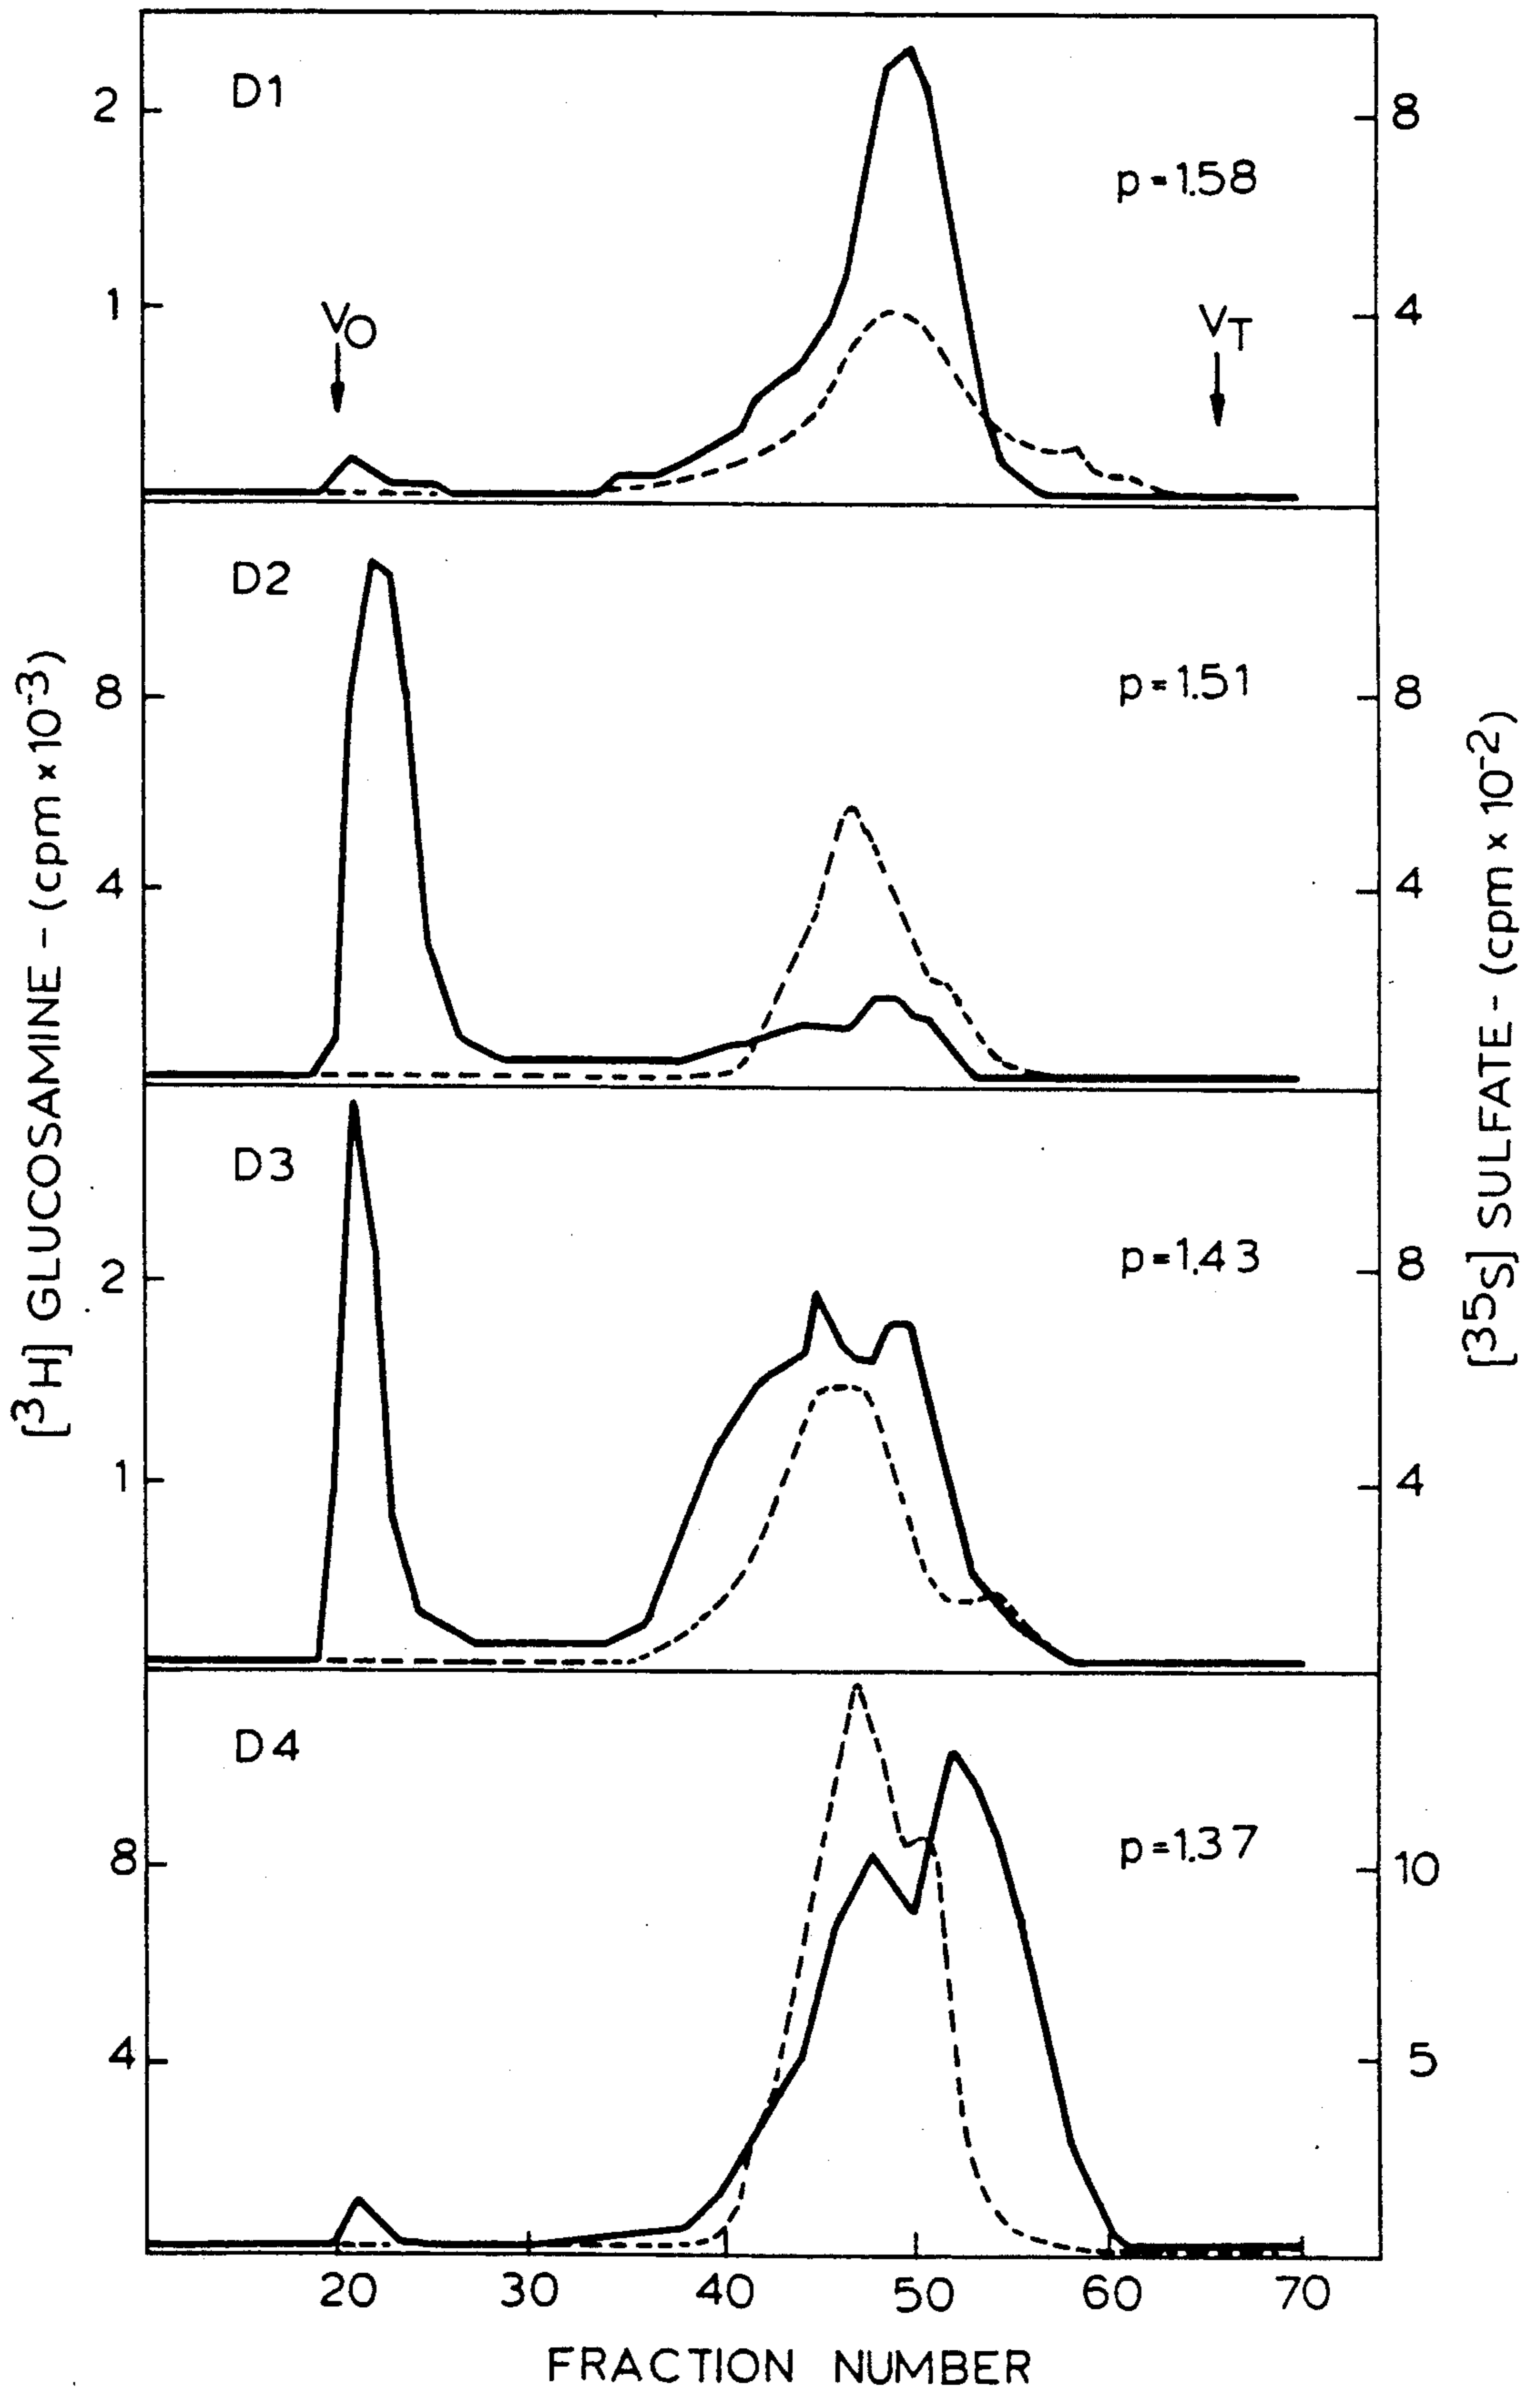 D1
2
8
p=1.58
1
4
VO
VT
D2
8
8
p=1.51
4
4
D3
2
8
p=1.43
1
4
D4
8
10
p=1.37
4
5
20 30 40 50 60 70
FRACTION NUMBER
[³H] GLUCOSAMINE - (cpm × 10⁻³)
[³⁵S] SULFATE - (cpm × 10⁻²)